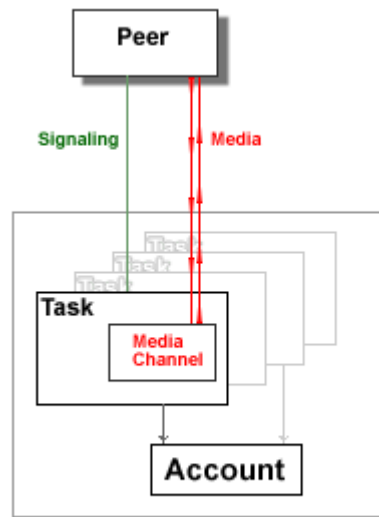 Peer
Signaling
Media
Task
Task
Task
Task
Media
Channel
Account